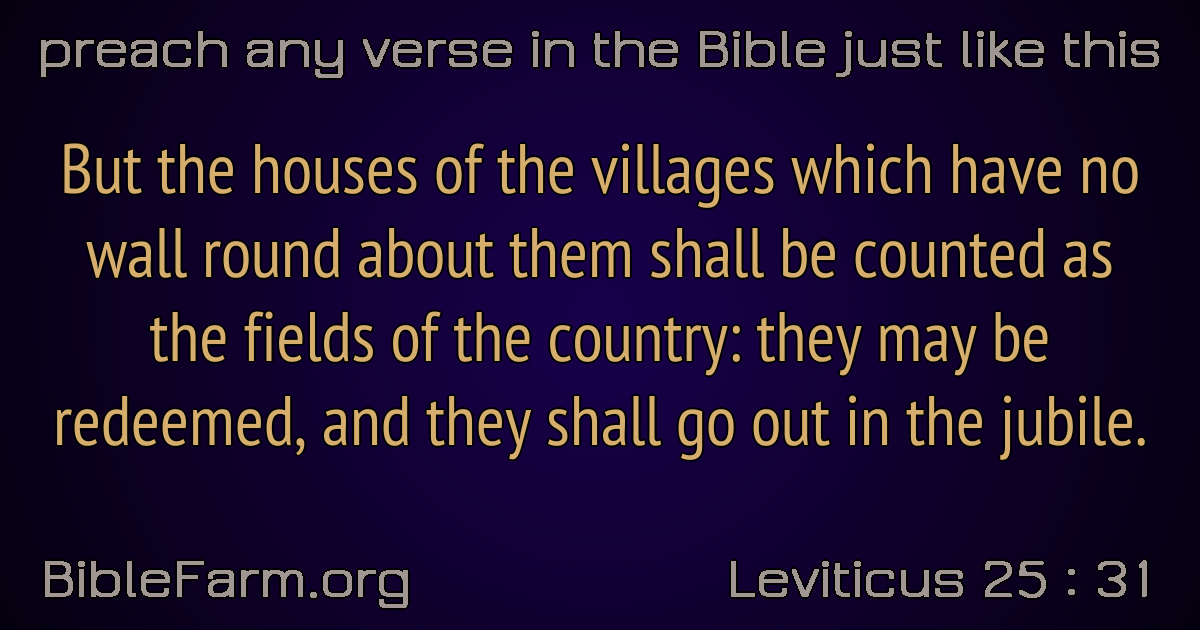 preach any verse in the Bible just like this
But the houses of the villages which have no
wall round about them shall be counted as
the fields of the country: they may be
redeemed, and they shall go out in the jubile.
BibleFarm.org
Leviticus 25 : 31